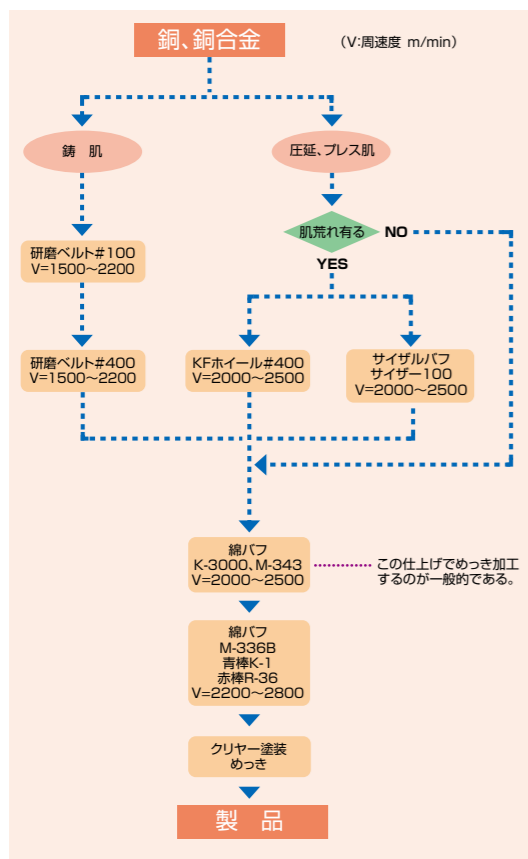 銅、銅合金
(V:周速度 m/min)
鋳 肌
圧延、プレス肌
肌荒れ有る
NO
YES
研磨ベルト#100
V=1500〜2200
研磨ベルト#400
V=1500〜2200
KFホイール#400
V=2000〜2500
サイザルバフ
サイザー100
V=2000〜2500
綿バフ
K-3000、M-343
V=2000〜2500
この仕上げでめっき加工
するのが一般的である。
綿バフ
M-336B
青棒K-1
赤棒R-36
V=2200〜2800
クリヤー塗装
めっき
製 品